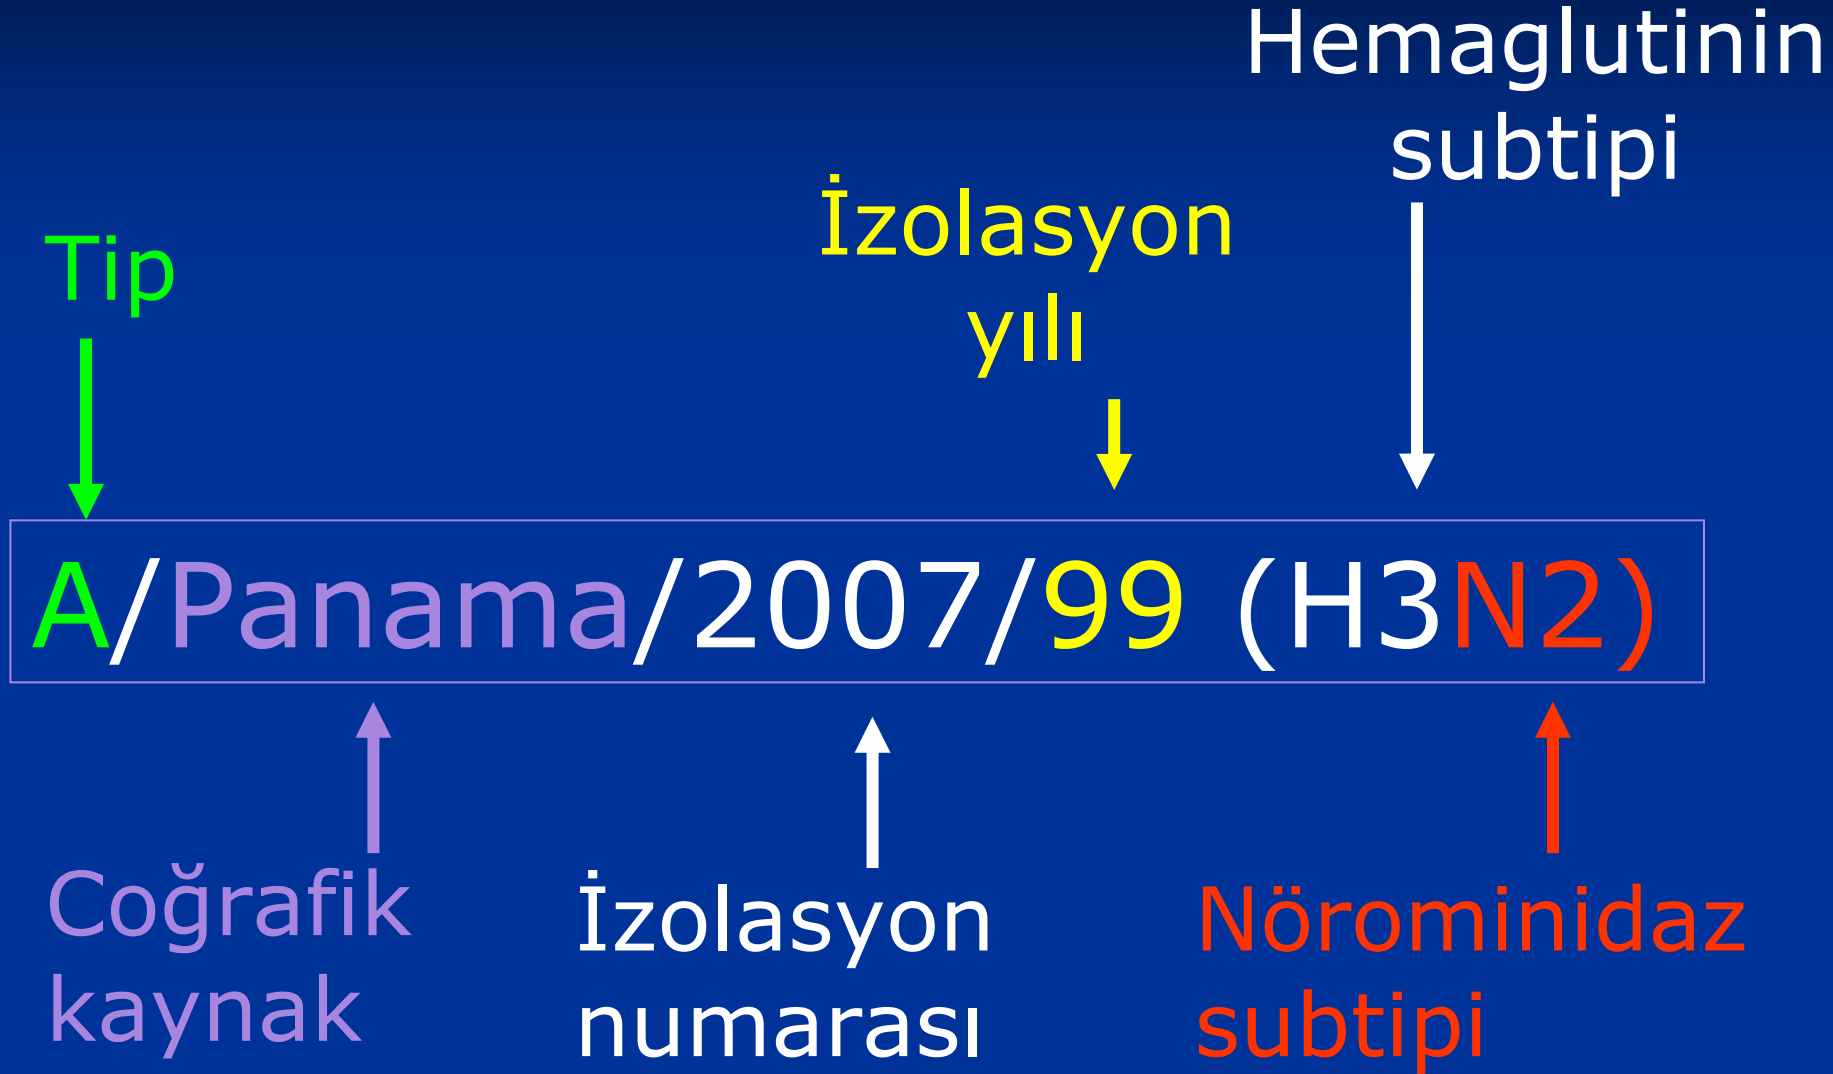 Hemaglutinin
subtipi
İzolasyon
yılı
Tip
A/Panama/2007/99 (H3N2)
Coğrafik
kaynak
İzolasyon
numarası
Nörominidaz
subtipi